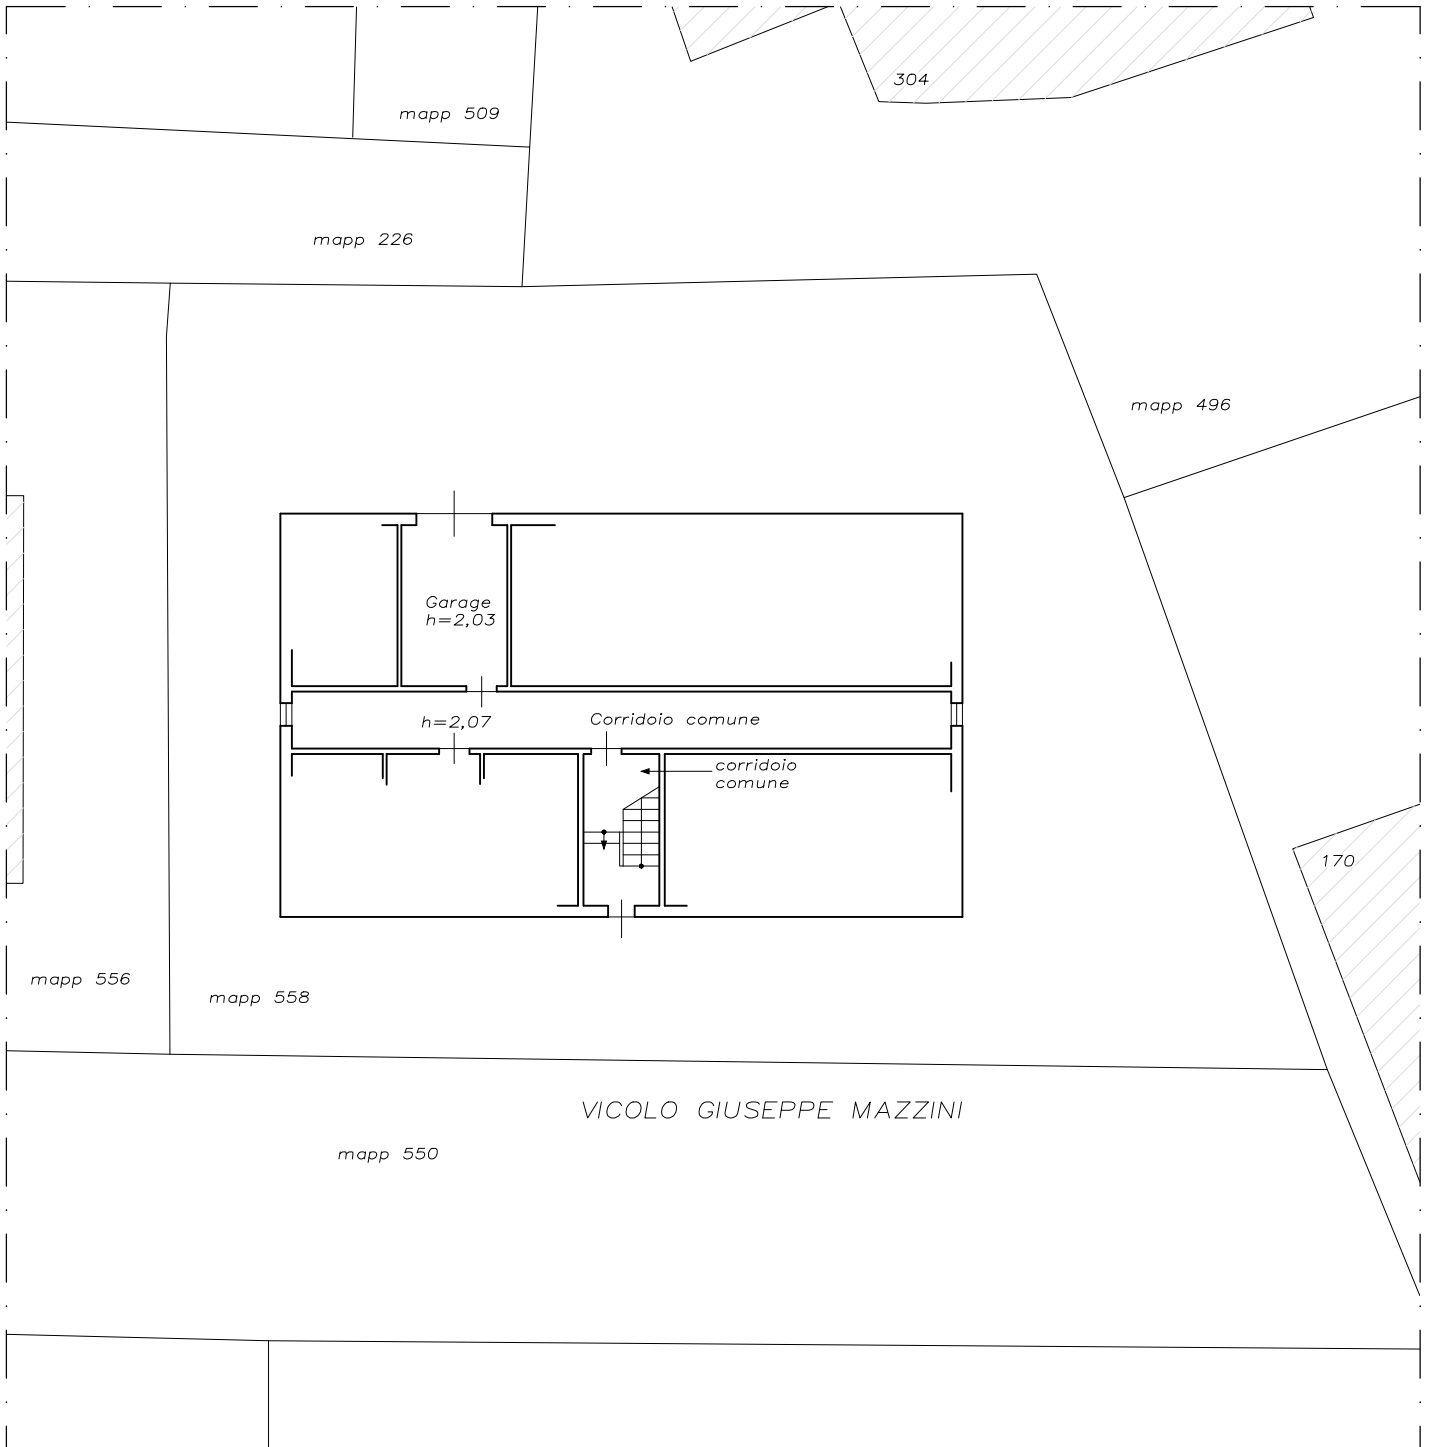 304
mapp 509
mapp 226
mapp 496
Garage
h=2,03
h=2,07
Corridoio comune
corridoio
comune
170
mapp 556
mapp 558
VICOLO GIUSEPPE MAZZINI
mapp 550